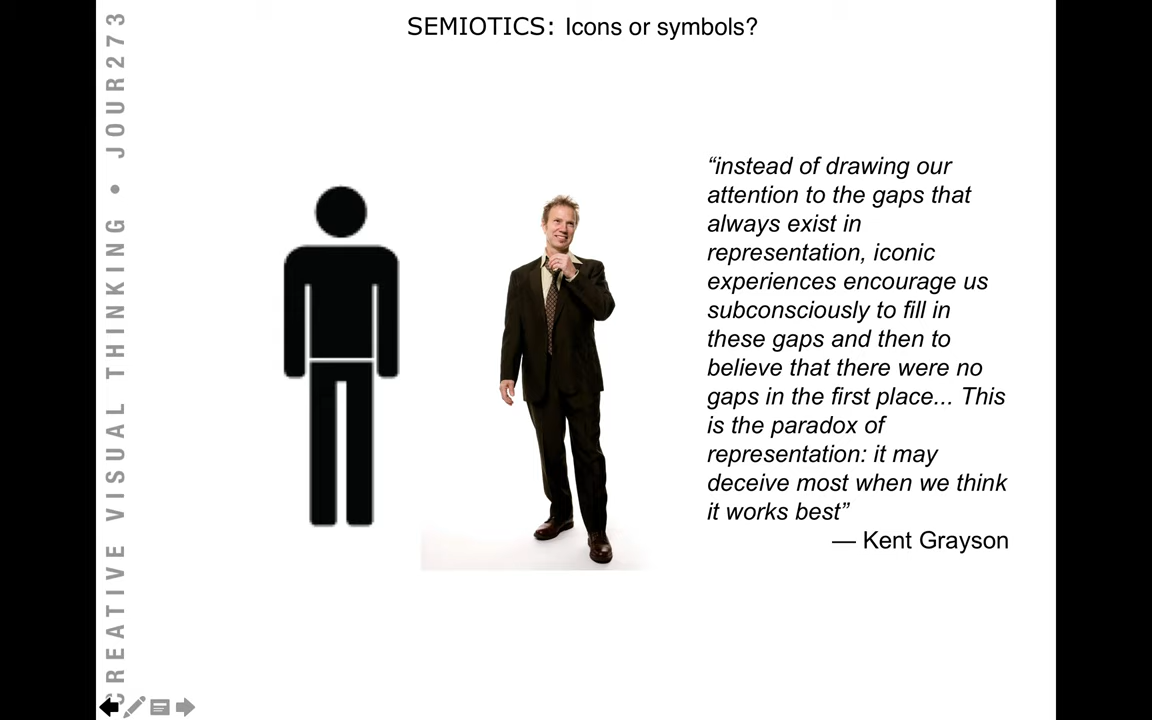 SEMIOTICS: Icons or symbols?
CREATIVE VISUAL THINKING • JOUR273
“instead of drawing our
attention to the gaps that
always exist in
representation, iconic
experiences encourage us
subconsciously to fill in
these gaps and then to
believe that there were no
gaps in the first place... This
is the paradox of
representation: it may
deceive most when we think
it works best”
— Kent Grayson